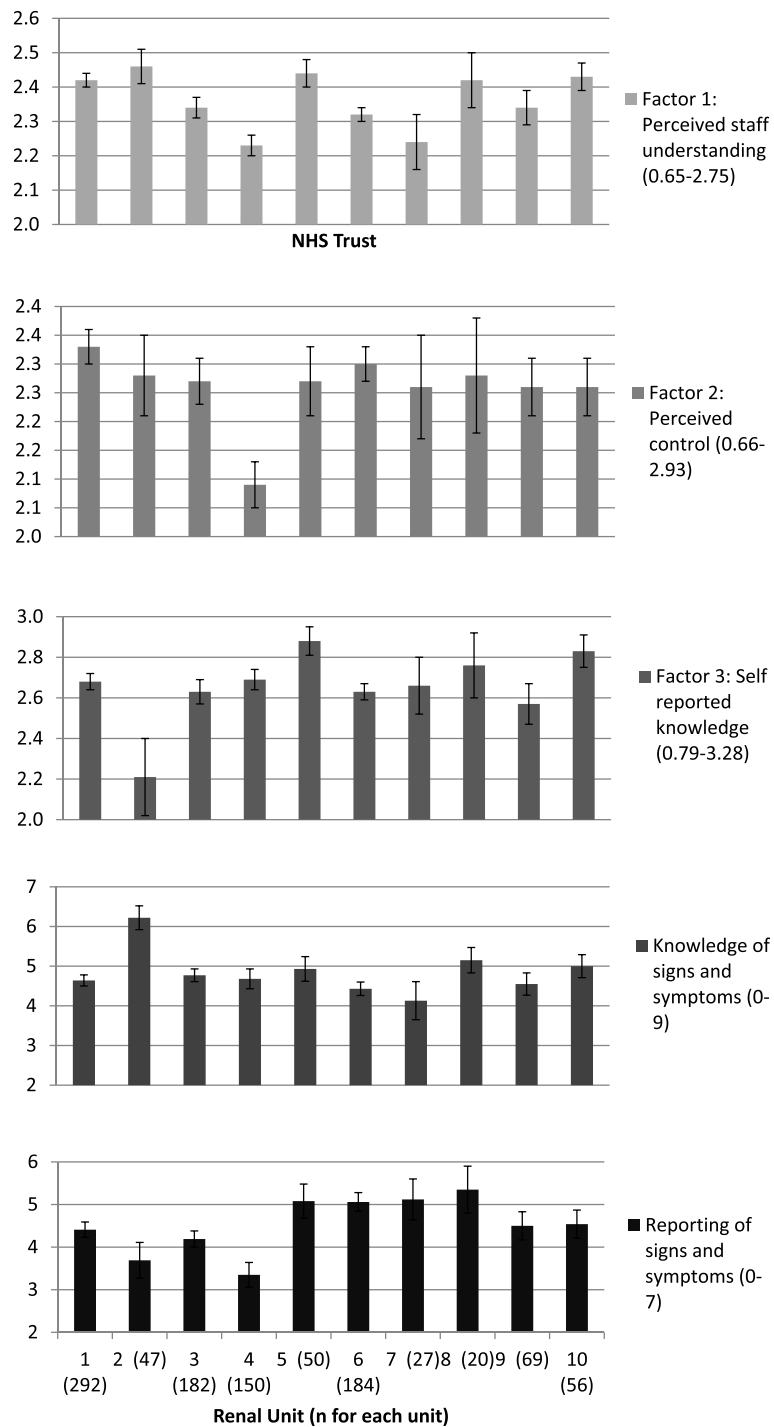 2.6
2.5
2.4
2.3
2.2
2.1
2.0
NHS Trust
Factor 1:
Perceived staff
understanding
(0.65-2.75)
2.4
2.4
2.3
2.3
2.2
2.2
2.1
2.1
2.0
Factor 2:
Perceived
control (0.66-
2.93)
3.0
2.8
2.6
2.4
2.2
2.0
Factor 3: Self
reported
knowledge
(0.79-3.28)
7
6
5
4
3
2
Knowledge of
signs and
symptoms (0-
9)
6
5
4
3
2
Reporting of
signs and
symptoms (0-
7)
1 2 (47) 3 4 5 (50) 6 7 (27)8 (20)9 (69) 10
(292) (182) (150) (184) (56)
Renal Unit (n for each unit)